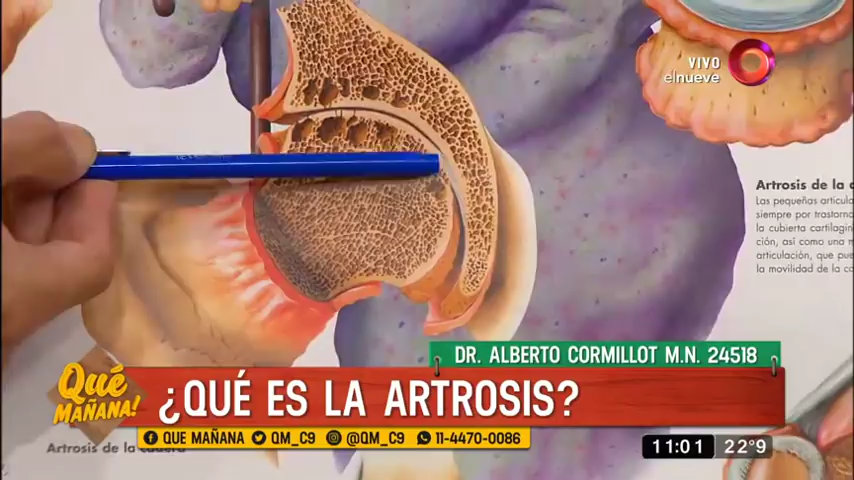 VIVO
elnueve
Artrosis de la
Las pequeñas articula
siempre por trastorno
la cubierta cartilagin
ción, así como una m
articulación, que pue
la movilidad de la co
DR. ALBERTO CORMILLOT M.N. 24518
Qué
MAÑANA!
¿QUÉ ES LA ARTROSIS?
QUE MAÑANA QM_C9 @QM_C9 11-4470-0086
Artrosis de la cadera
11:01 22°9